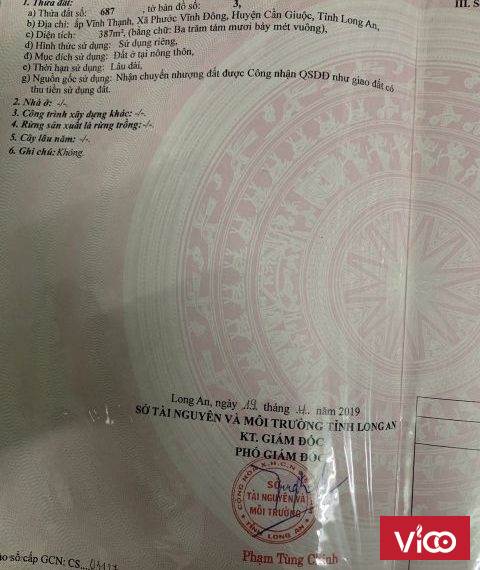 1. Thửa đất:
a) Thửa đất số: 687 , tờ bản đồ số: 3,
b) Địa chỉ: ấp Vĩnh Thạnh, Xã Phước Vĩnh Đông, Huyện Cần Giuộc, Tỉnh Long An,
c) Diện tích: 387m², (bằng chữ: Ba trăm tám mươi bảy mét vuông),
d) Hình thức sử dụng: Sử dụng riêng,
đ) Mục đích sử dụng: Đất ở tại nông thôn,
e) Thời hạn sử dụng: Lâu dài,
g) Nguồn gốc sử dụng: Nhận chuyển nhượng đất được Công nhận QSDĐ như giao đất có
thu tiền sử dụng đất.
2. Nhà ở: -/-.
3. Công trình xây dựng khác: -/-.
4. Rừng sản xuất là rừng trồng: -/-.
5. Cây lâu năm: -/-.
6. Ghi chú: Không.
III. S
Long An, ngày 19 tháng 4 năm 2019
SỞ TÀI NGUYÊN VÀ MÔI TRƯỜNG TỈNH LONG AN
KT. GIÁM ĐỐC
PHÓ GIÁM ĐỐC
SỞ
TÀI NGUYÊN VÀ
MÔI TRƯỜNG
TỈNH LONG AN
Phạm Tùng Chinh
o sổ cấp GCN: CS
Vico